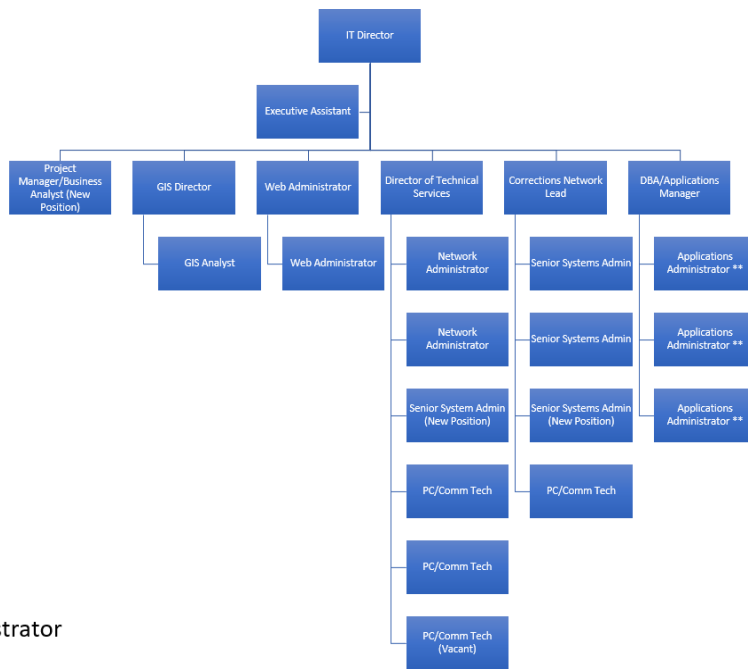 IT Director
Executive Assistant
Project
Manager/Business
Analyst (New
Position)
GIS Director
Web Administrator
Director of Technical
Services
Corrections Network
Lead
DBA/Applications
Manager
GIS Analyst
Web Administrator
Network
Administrator
Senior Systems Admin
Applications
Administrator **
Network
Administrator
Senior Systems Admin
Applications
Administrator **
Senior System Admin
(New Position)
Senior Systems Admin
(New Position)
Applications
Administrator **
PC/Comm Tech
PC/Comm Tech
PC/Comm Tech
PC/Comm Tech
(Vacant)
strator